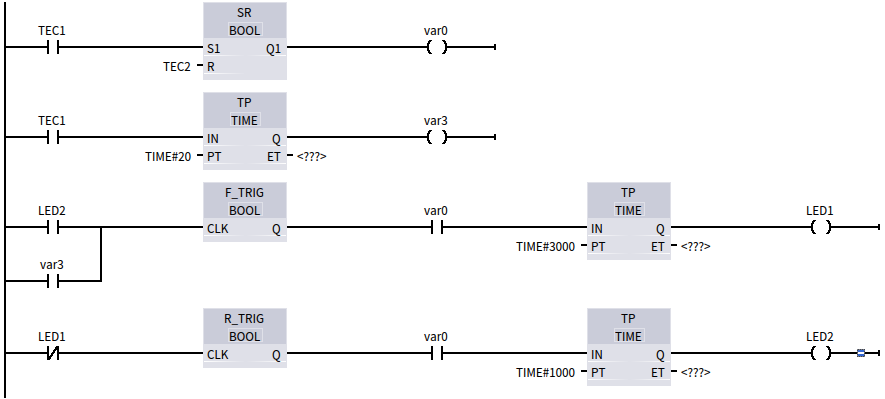 SR
TEC1 BOOL var0
S1 Q1
TEC2 R
TP
TEC1 TIME var3
IN Q
TIME#20 PT ET <???>
F_TRIG TP
LED2 BOOL var0 TIME LED1
CLK Q IN Q
TIME#3000 PT ET <???>
var3
R_TRIG TP
LED1 BOOL var0 TIME LED2
CLK Q IN Q
TIME#1000 PT ET <???>